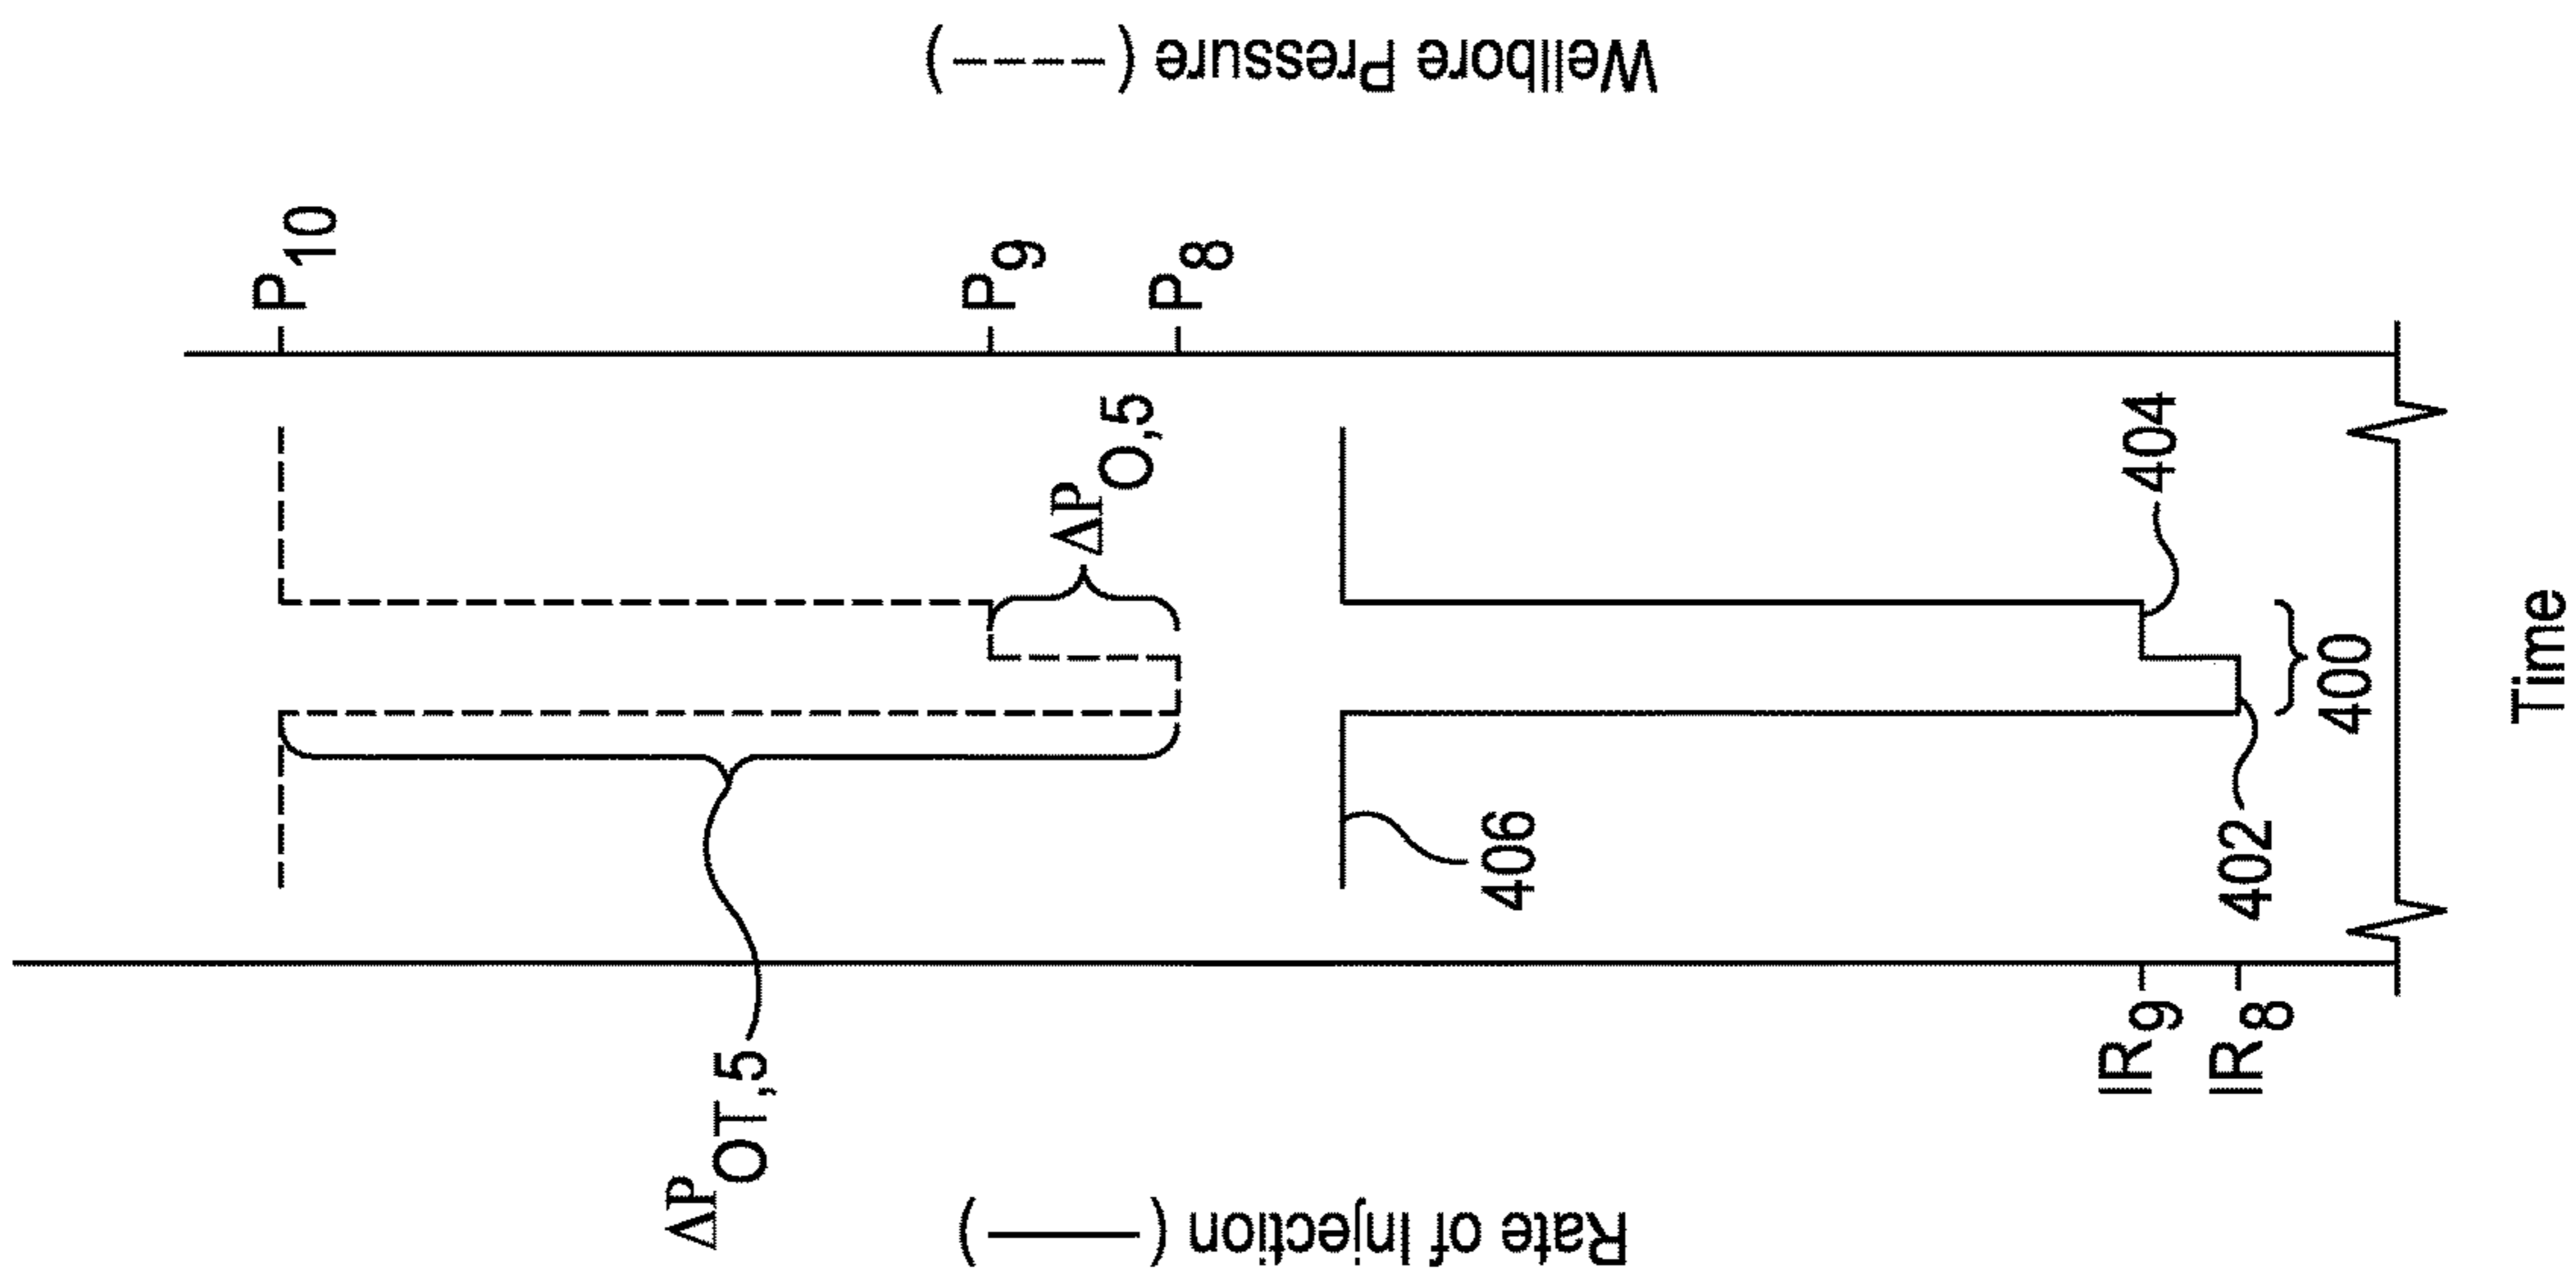 Wellbore Pressure (----)
P10
P9
P8
ΔPO,5
404
400
402
406
ΔPOT,5
IR9
IR8
Rate of Injection (——)
Time